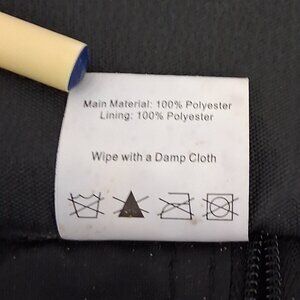 Main Material: 100% Polyester
Lining: 100% Polyester
Wipe with a Damp Cloth